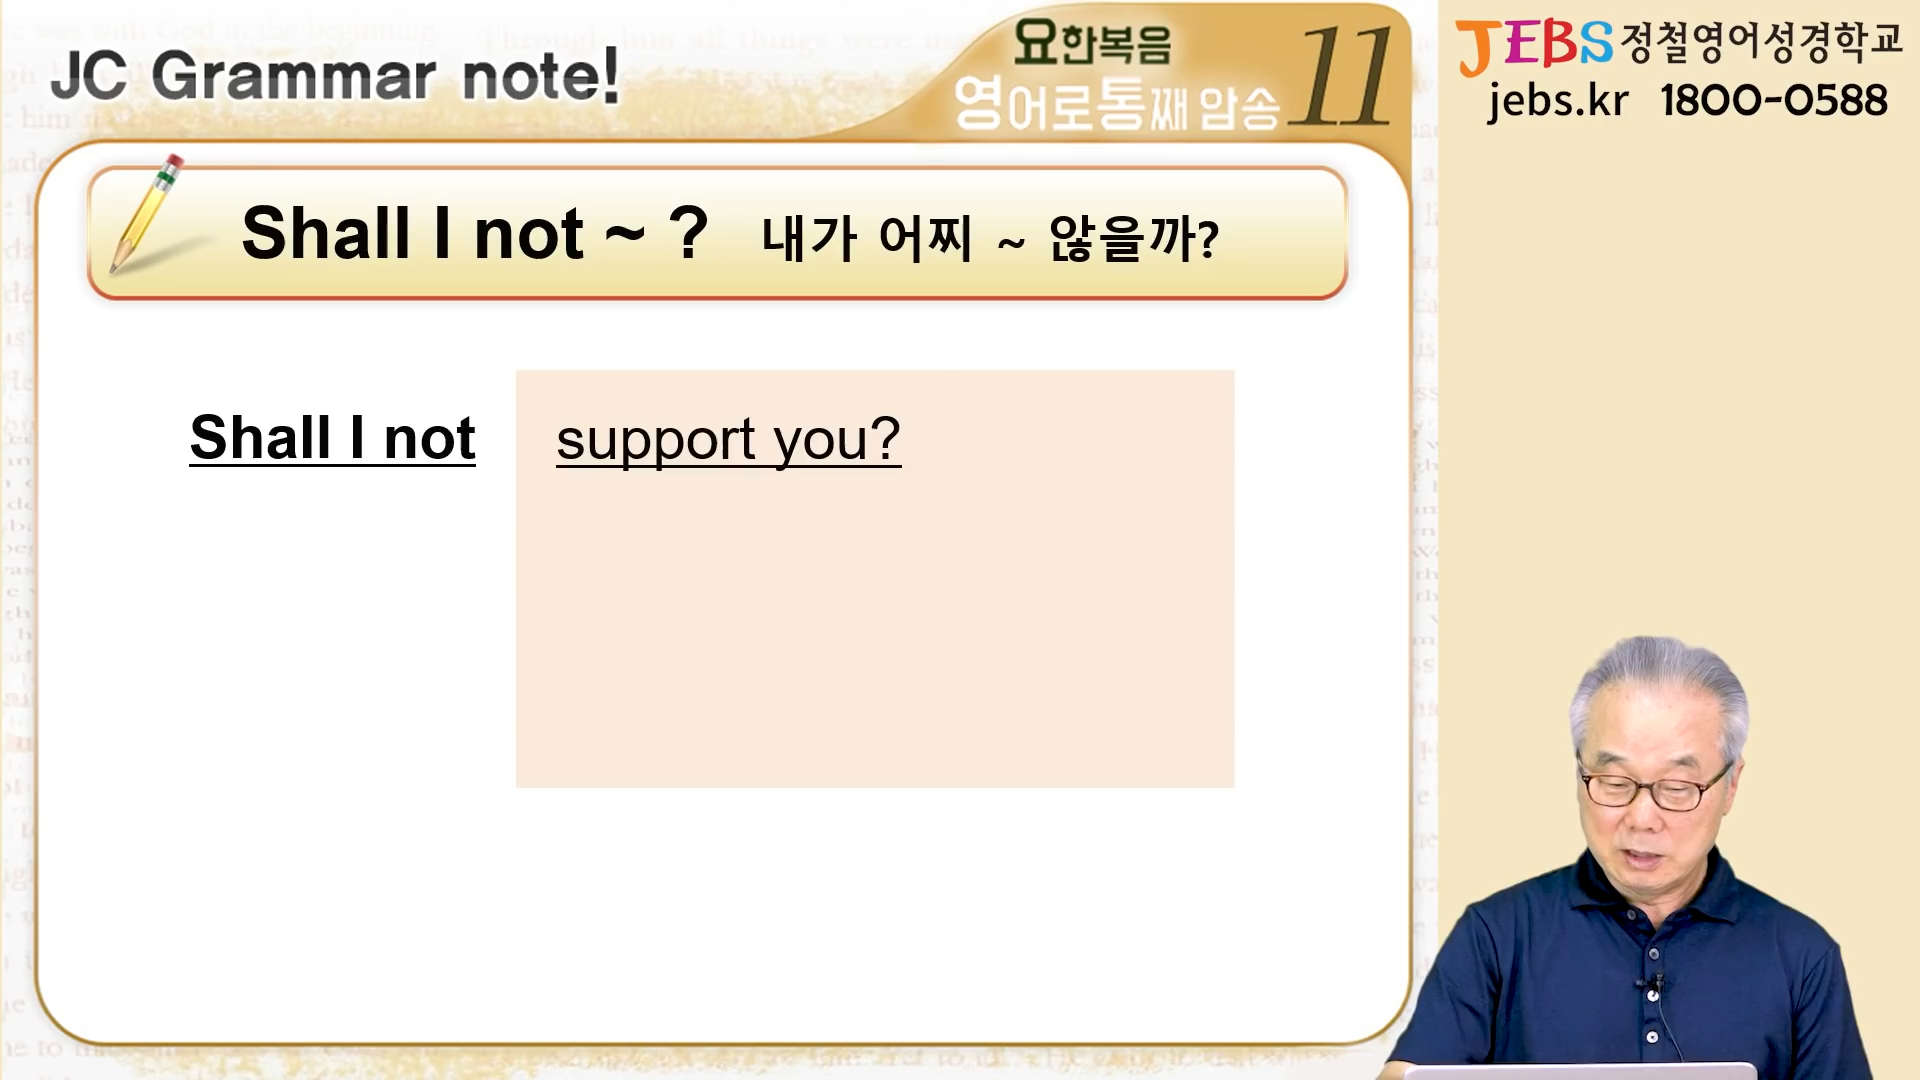 JC Grammar note!
요한복음
영어로통째 암송 11
JEBS 정철영어성경학교
jebs.kr 1800-0588
Shall I not ~ ? 내가 어찌 ~ 않을까?
Shall I not support you?